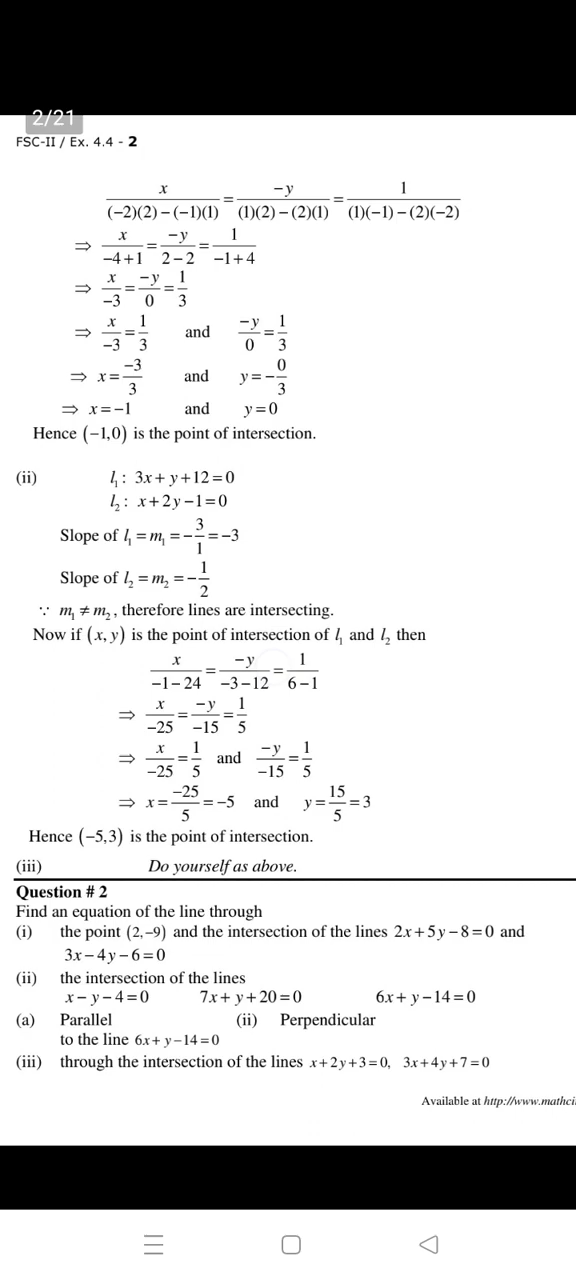 2/21
FSC-II / Ex. 4.4 - 2
x/((−2)(2) − (−1)(1)) = −y/((1)(2) − (2)(1)) = 1/((1)(−1) − (2)(−2))
⇒ x/(−4+1) = −y/(2−2) = 1/(−1+4)
⇒ x/−3 = −y/0 = 1/3
⇒ x/−3 = 1/3 and −y/0 = 1/3
⇒ x = −3/3 and y = −0/3
⇒ x = −1 and y = 0
Hence (−1,0) is the point of intersection.
(ii) l₁ : 3x + y + 12 = 0
l₂ : x + 2y − 1 = 0
Slope of l₁ = m₁ = −3/1 = −3
Slope of l₂ = m₂ = −1/2
∵ m₁ ≠ m₂, therefore lines are intersecting.
Now if (x, y) is the point of intersection of l₁ and l₂ then
x/(−1−24) = −y/(−3−12) = 1/(6−1)
⇒ x/−25 = −y/−15 = 1/5
⇒ x/−25 = 1/5 and −y/−15 = 1/5
⇒ x = −25/5 = −5 and y = 15/5 = 3
Hence (−5,3) is the point of intersection.
(iii) Do yourself as above.
Question # 2
Find an equation of the line through
(i) the point (2,−9) and the intersection of the lines 2x + 5y − 8 = 0 and
3x − 4y − 6 = 0
(ii) the intersection of the lines
x − y − 4 = 0 7x + y + 20 = 0 6x + y − 14 = 0
(a) Parallel (ii) Perpendicular
to the line 6x + y − 14 = 0
(iii) through the intersection of the lines x + 2y + 3 = 0, 3x + 4y + 7 = 0
Available at http://www.mathci